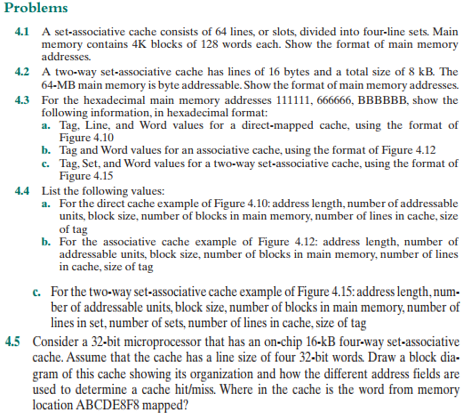 Problems
4.1 A set-associative cache consists of 64 lines, or slots, divided into four-line sets. Main
memory contains 4K blocks of 128 words each. Show the format of main memory
addresses.
4.2 A two-way set-associative cache has lines of 16 bytes and a total size of 8 kB. The
64-MB main memory is byte addressable. Show the format of main memory addresses.
4.3 For the hexadecimal main memory addresses 111111, 666666, BBBBBB, show the
following information, in hexadecimal format:
a. Tag, Line, and Word values for a direct-mapped cache, using the format of
Figure 4.10
b. Tag and Word values for an associative cache, using the format of Figure 4.12
c. Tag, Set, and Word values for a two-way set-associative cache, using the format of
Figure 4.15
4.4 List the following values:
a. For the direct cache example of Figure 4.10: address length, number of addressable
units, block size, number of blocks in main memory, number of lines in cache, size
of tag
b. For the associative cache example of Figure 4.12: address length, number of
addressable units, block size, number of blocks in main memory, number of lines
in cache, size of tag
c. For the two-way set-associative cache example of Figure 4.15: address length, num-
ber of addressable units, block size, number of blocks in main memory, number of
lines in set, number of sets, number of lines in cache, size of tag
4.5 Consider a 32-bit microprocessor that has an on-chip 16-kB four-way set-associative
cache. Assume that the cache has a line size of four 32-bit words. Draw a block dia-
gram of this cache showing its organization and how the different address fields are
used to determine a cache hit/miss. Where in the cache is the word from memory
location ABCDE8F8 mapped?